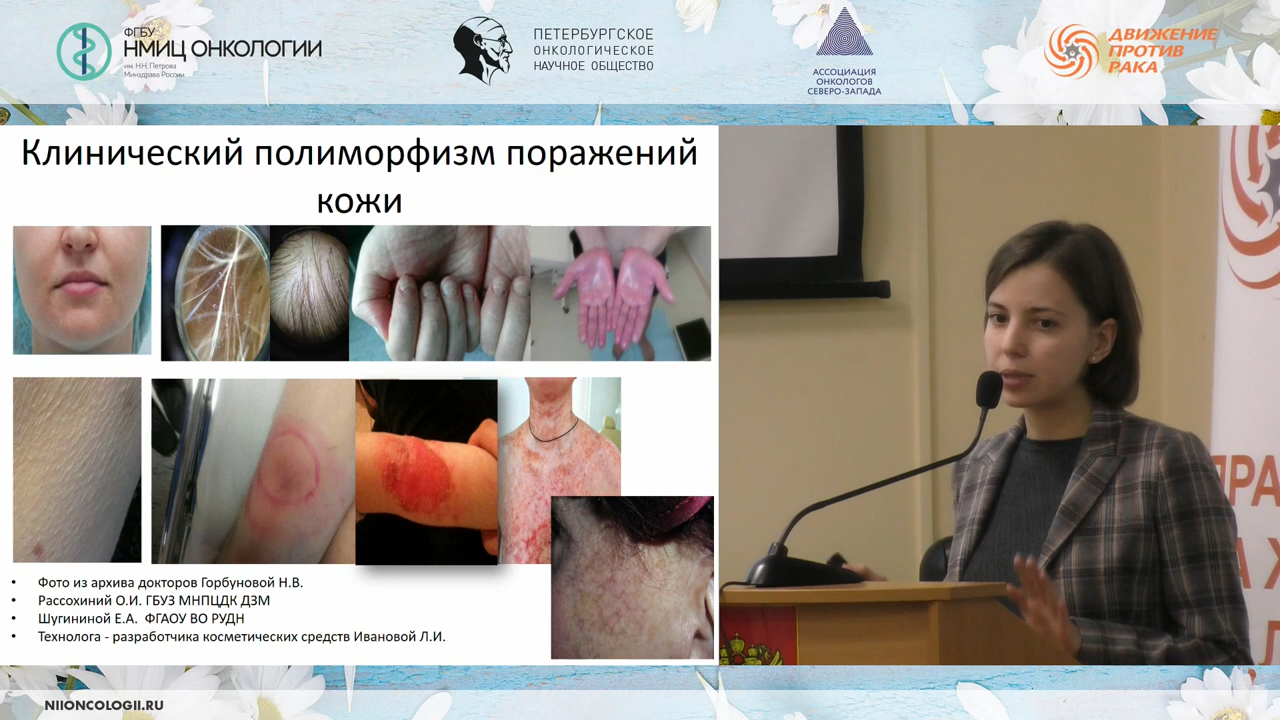 ФГБУ
НМИЦ ОНКОЛОГИИ
им. Н.Н. Петрова
Минздрава России
ПЕТЕРБУРГСКОЕ
ОНКОЛОГИЧЕСКОЕ
НАУЧНОЕ ОБЩЕСТВО
АССОЦИАЦИЯ
ОНКОЛОГОВ
СЕВЕРО-ЗАПАДА
ДВИЖЕНИЕ
ПРОТИВ
РАКА
Клинический полиморфизм поражений
кожи
• Фото из архива докторов Горбуновой Н.В.
• Рассохиний О.И. ГБУЗ МНПЦДК ДЗМ
• Шугининой Е.А. ФГАОУ ВО РУДН
• Технолога - разработчика косметических средств Ивановой Л.И.
NIIONCOLOGII.RU